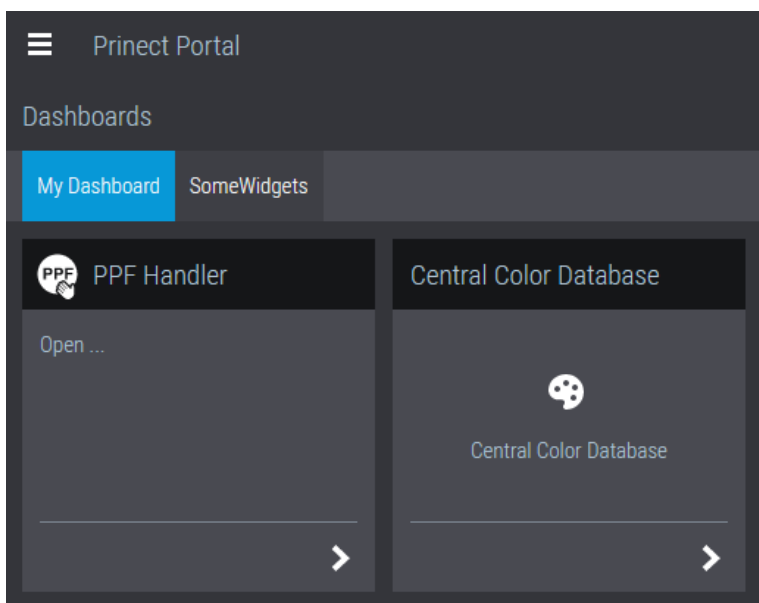 Prinect Portal
Dashboards
My Dashboard SomeWidgets
PPF PPF Handler
Central Color Database
Open ...
Central Color Database